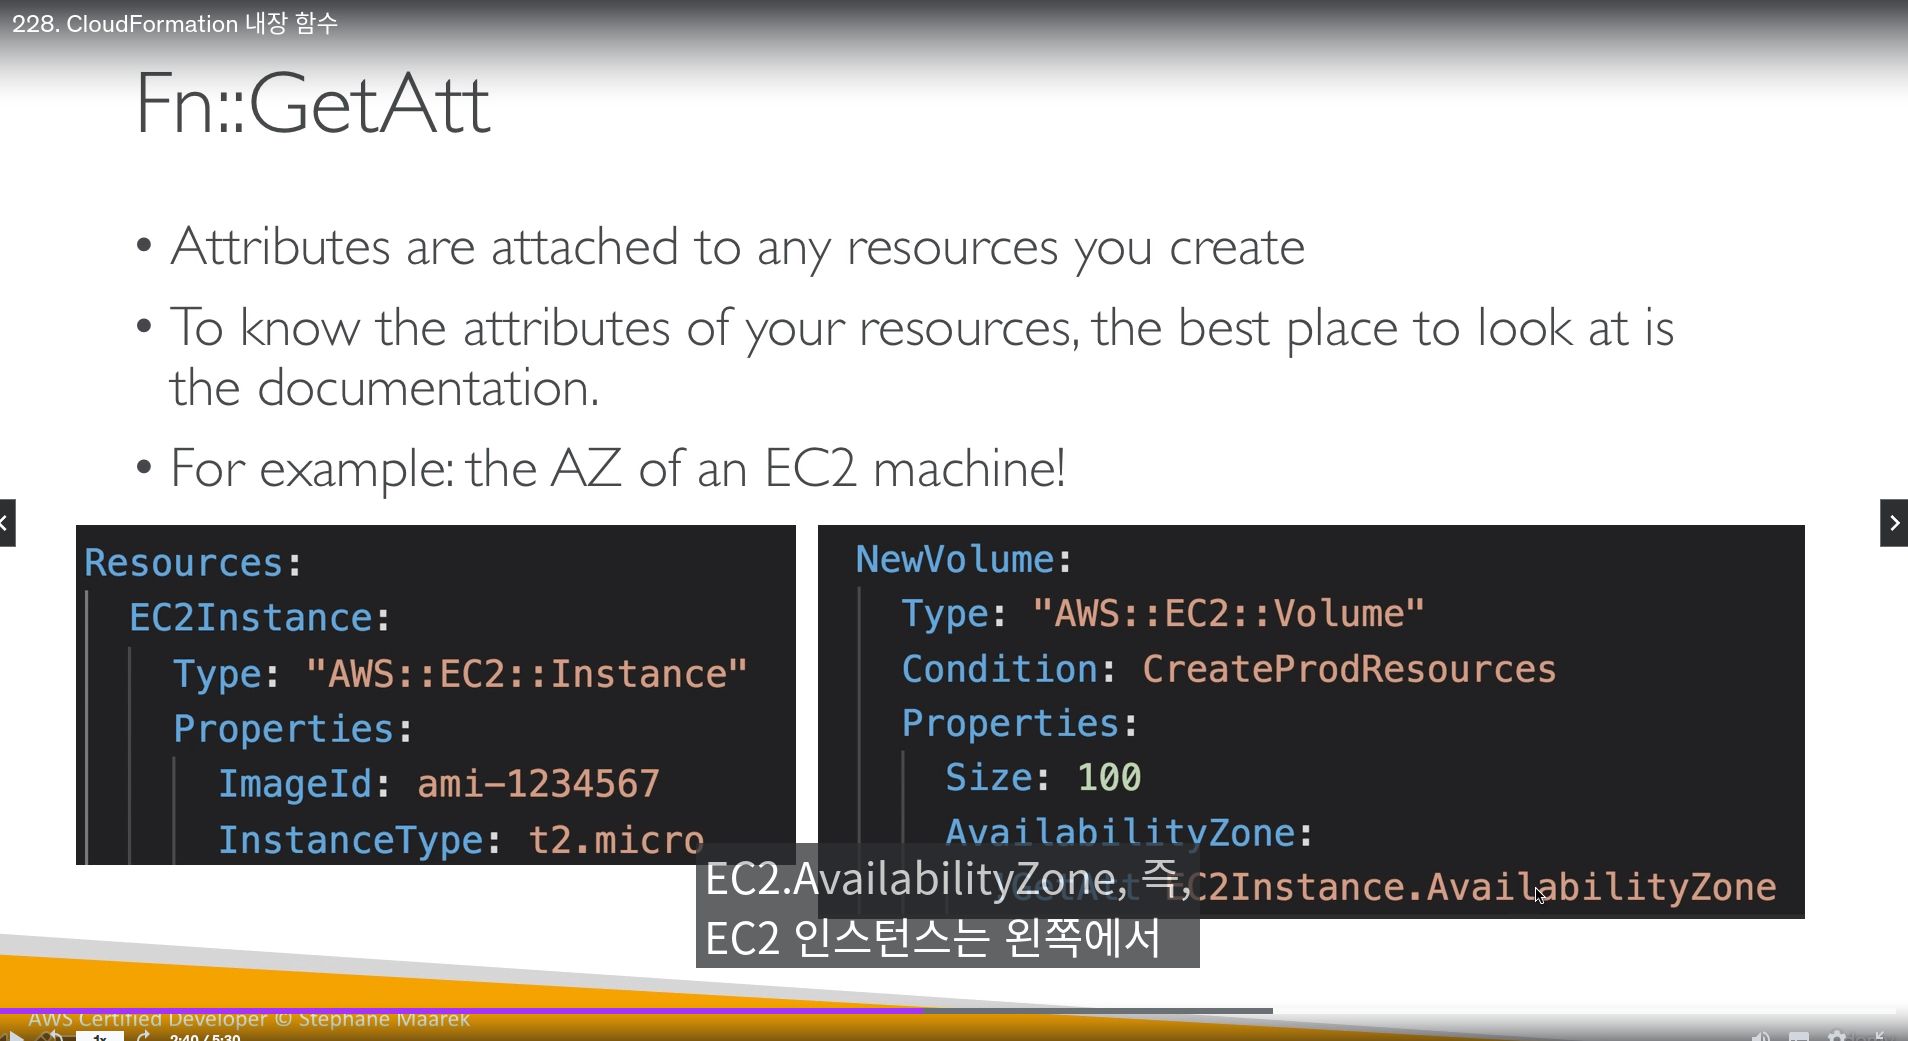 228. CloudFormation 내장 함수
Fn::GetAtt
• Attributes are attached to any resources you create
• To know the attributes of your resources, the best place to look at is
the documentation.
• For example: the AZ of an EC2 machine!
Resources:
EC2Instance:
Type: "AWS::EC2::Instance"
Properties:
ImageId: ami-1234567
InstanceType: t2.micro
NewVolume:
Type: "AWS::EC2::Volume"
Condition: CreateProdResources
Properties:
Size: 100
AvailabilityZone:
!GetAtt EC2Instance.AvailabilityZone
EC2.AvailabilityZone, 즉,
EC2 인스턴스는 왼쪽에서
AWS Certified Developer © Stephane Maarek
1x
2:40 / 5:30